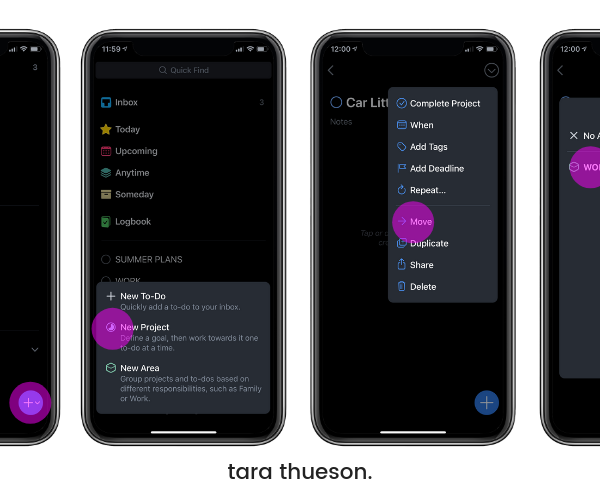 3
11:59
Quick Find
Inbox 3
Today
Upcoming
Anytime
Someday
Logbook
SUMMER PLANS
WORK
New To-Do
Quickly add a to-do to your inbox.
New Project
Define a goal, then work towards it one
to-do at a time.
New Area
Group projects and to-dos based on
different responsibilities, such as Family
or Work.
12:00
Car Litt
Notes
Complete Project
When
Add Tags
Add Deadline
Repeat...
Move
Duplicate
Share
Delete
Tap
12:00
No A
WO
tara thueson.